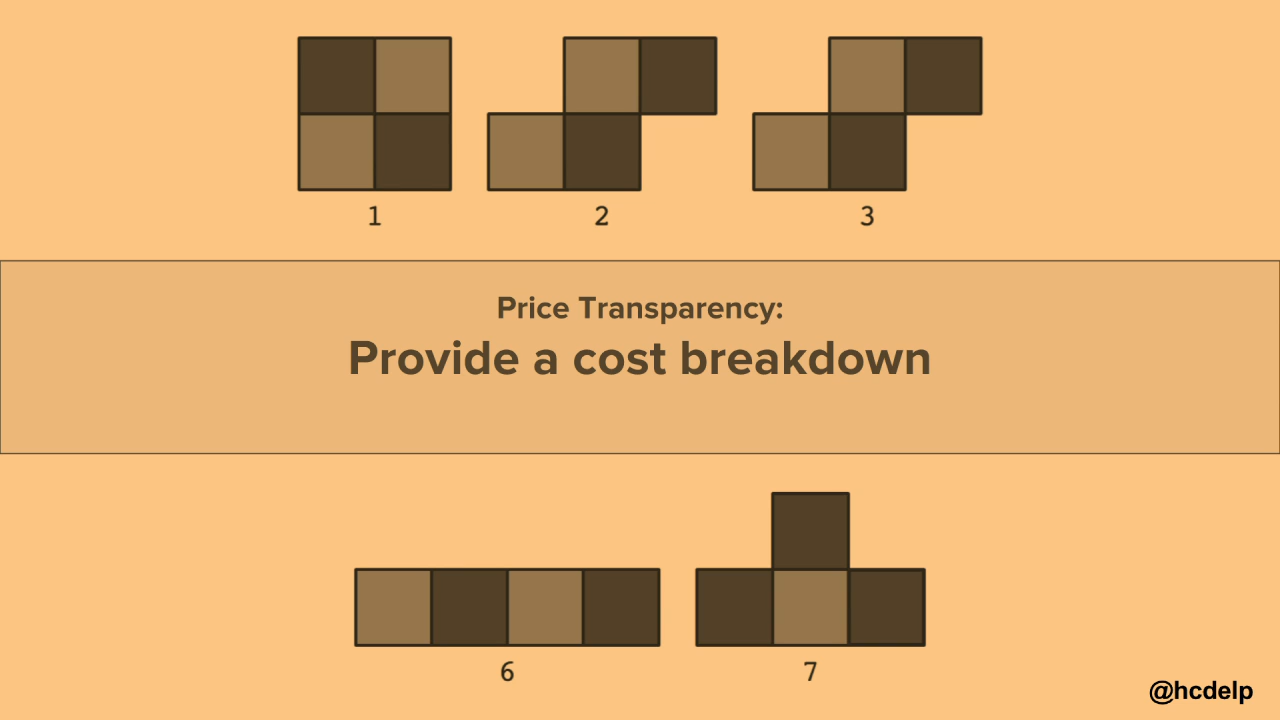 1 2 3
Price Transparency:
Provide a cost breakdown
6 7
@hcdelp